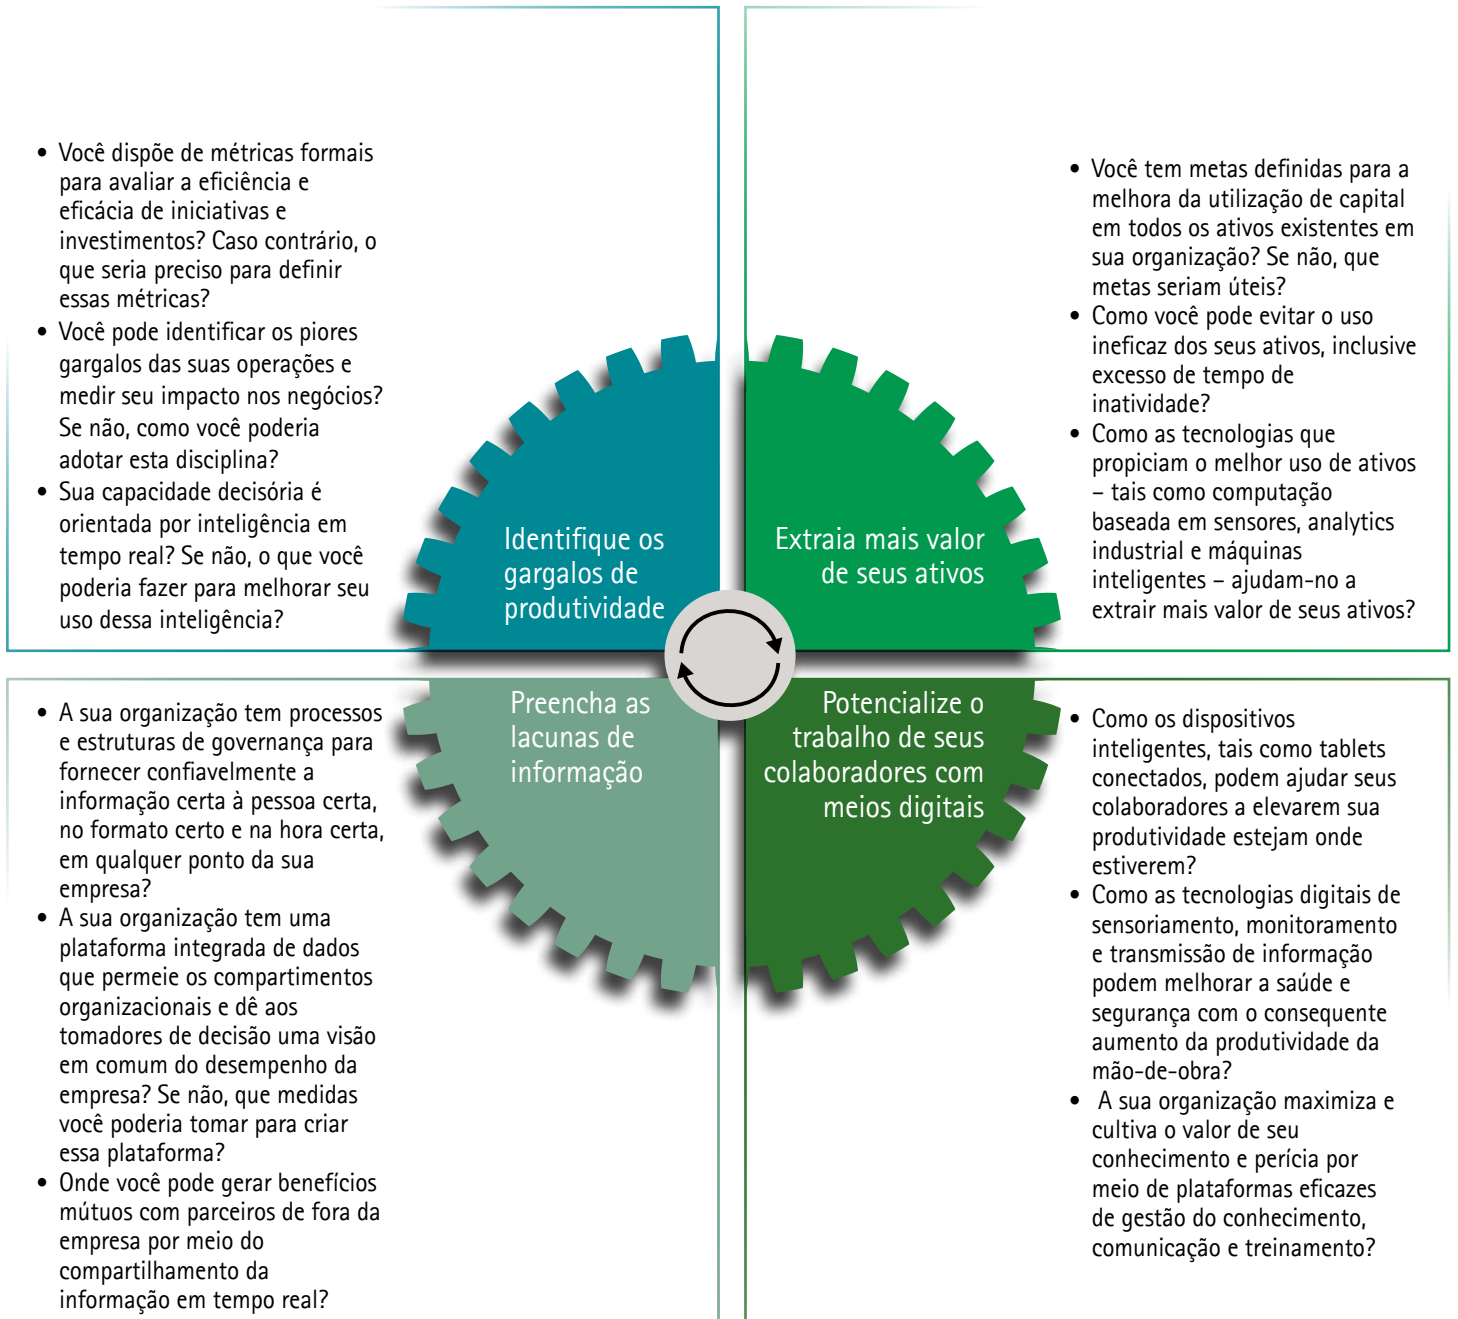 • Você dispõe de métricas formais
para avaliar a eficiência e
eficácia de iniciativas e
investimentos? Caso contrário, o
que seria preciso para definir
essas métricas?
• Você pode identificar os piores
gargalos das suas operações e
medir seu impacto nos negócios?
Se não, como você poderia
adotar esta disciplina?
• Sua capacidade decisória é
orientada por inteligência em
tempo real? Se não, o que você
poderia fazer para melhorar seu
uso dessa inteligência?
Identifique os
gargalos de
produtividade
Extraia mais valor
de seus ativos
• Você tem metas definidas para a
melhora da utilização de capital
em todos os ativos existentes em
sua organização? Se não, que
metas seriam úteis?
• Como você pode evitar o uso
ineficaz dos seus ativos, inclusive
excesso de tempo de
inatividade?
• Como as tecnologias que
propiciam o melhor uso de ativos
– tais como computação
baseada em sensores, analytics
industrial e máquinas
inteligentes – ajudam-no a
extrair mais valor de seus ativos?
• A sua organização tem processos
e estruturas de governança para
fornecer confiavelmente a
informação certa à pessoa certa,
no formato certo e na hora certa,
em qualquer ponto da sua
empresa?
• A sua organização tem uma
plataforma integrada de dados
que permeie os compartimentos
organizacionais e dê aos
tomadores de decisão uma visão
em comum do desempenho da
empresa? Se não, que medidas
você poderia tomar para criar
essa plataforma?
• Onde você pode gerar benefícios
mútuos com parceiros de fora da
empresa por meio do
compartilhamento da
informação em tempo real?
Preencha as
lacunas de
informação
Potencialize o
trabalho de seus
colaboradores com
meios digitais
• Como os dispositivos
inteligentes, tais como tablets
conectados, podem ajudar seus
colaboradores a elevarem sua
produtividade estejam onde
estiverem?
• Como as tecnologias digitais de
sensoriamento, monitoramento
e transmissão de informação
podem melhorar a saúde e
segurança com o consequente
aumento da produtividade da
mão-de-obra?
• A sua organização maximiza e
cultiva o valor de seu
conhecimento e perícia por
meio de plataformas eficazes
de gestão do conhecimento,
comunicação e treinamento?